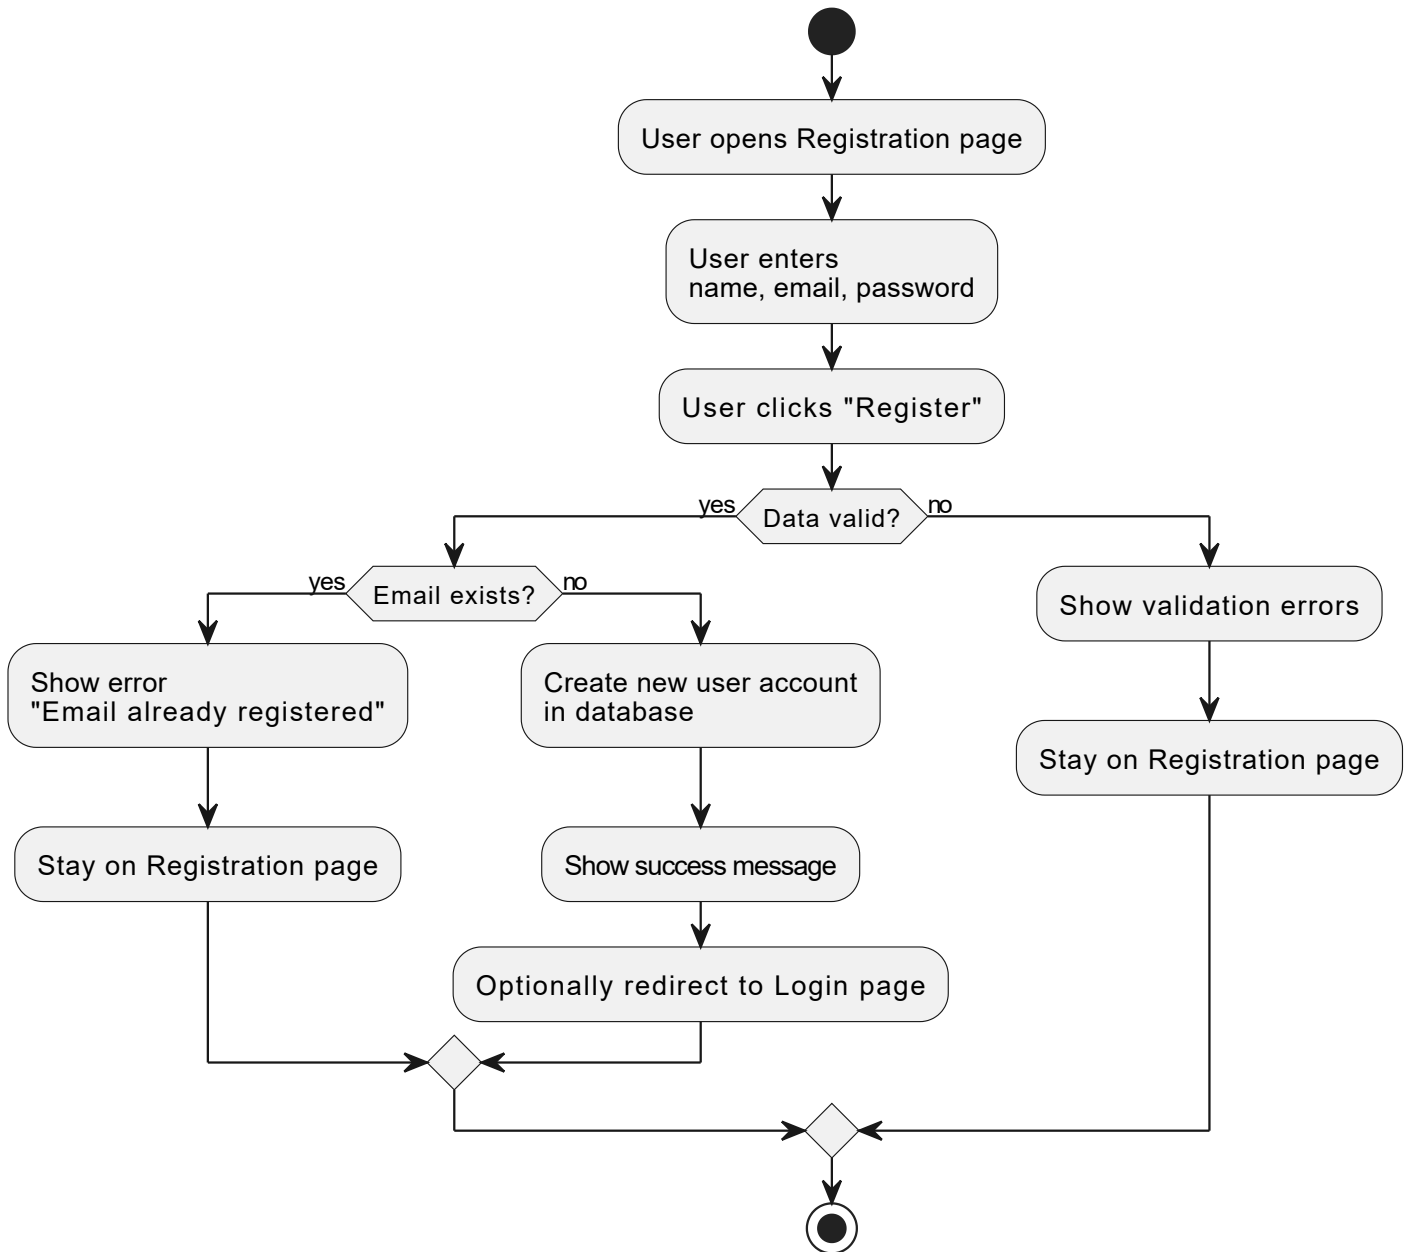 User opens Registration page
User enters
name, email, password
User clicks "Register"
yes
Data valid?
no
yes
Email exists?
no
Show validation errors
Show error
"Email already registered"
Create new user account
in database
Stay on Registration page
Stay on Registration page
Show success message
Optionally redirect to Login page